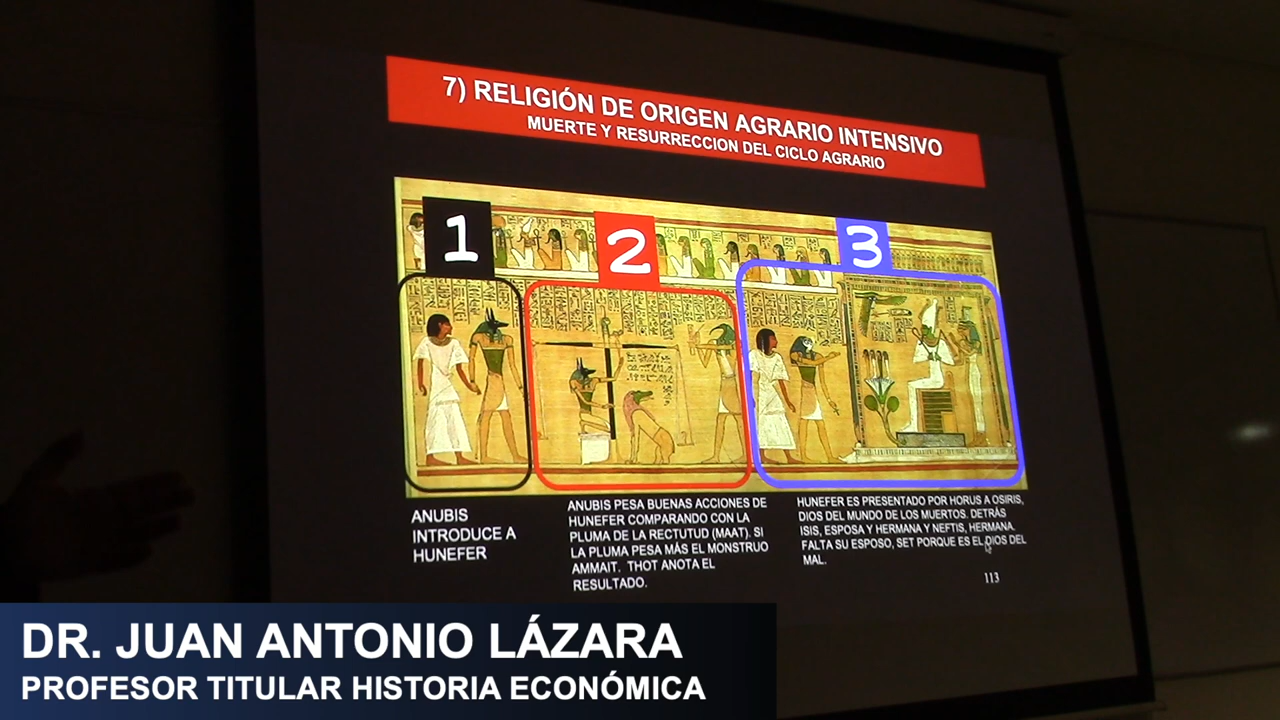 7) RELIGIÓN DE ORIGEN AGRARIO INTENSIVO
MUERTE Y RESURRECCION DEL CICLO AGRARIO
1
2
3
ANUBIS
INTRODUCE A
HUNEFER
ANUBIS PESA BUENAS ACCIONES DE
HUNEFER COMPARANDO CON LA
PLUMA DE LA RECTUTUD (MAAT). SI
LA PLUMA PESA MÁS EL MONSTRUO
AMMAIT. THOT ANOTA EL
RESULTADO.
HUNEFER ES PRESENTADO POR HORUS A OSIRIS,
DIOS DEL MUNDO DE LOS MUERTOS. DETRÁS
ISIS, ESPOSA Y HERMANA Y NEFTIS, HERMANA.
FALTA SU ESPOSO, SET PORQUE ES EL DIOS DEL
MAL.
113
DR. JUAN ANTONIO LÁZARA
PROFESOR TITULAR HISTORIA ECONÓMICA